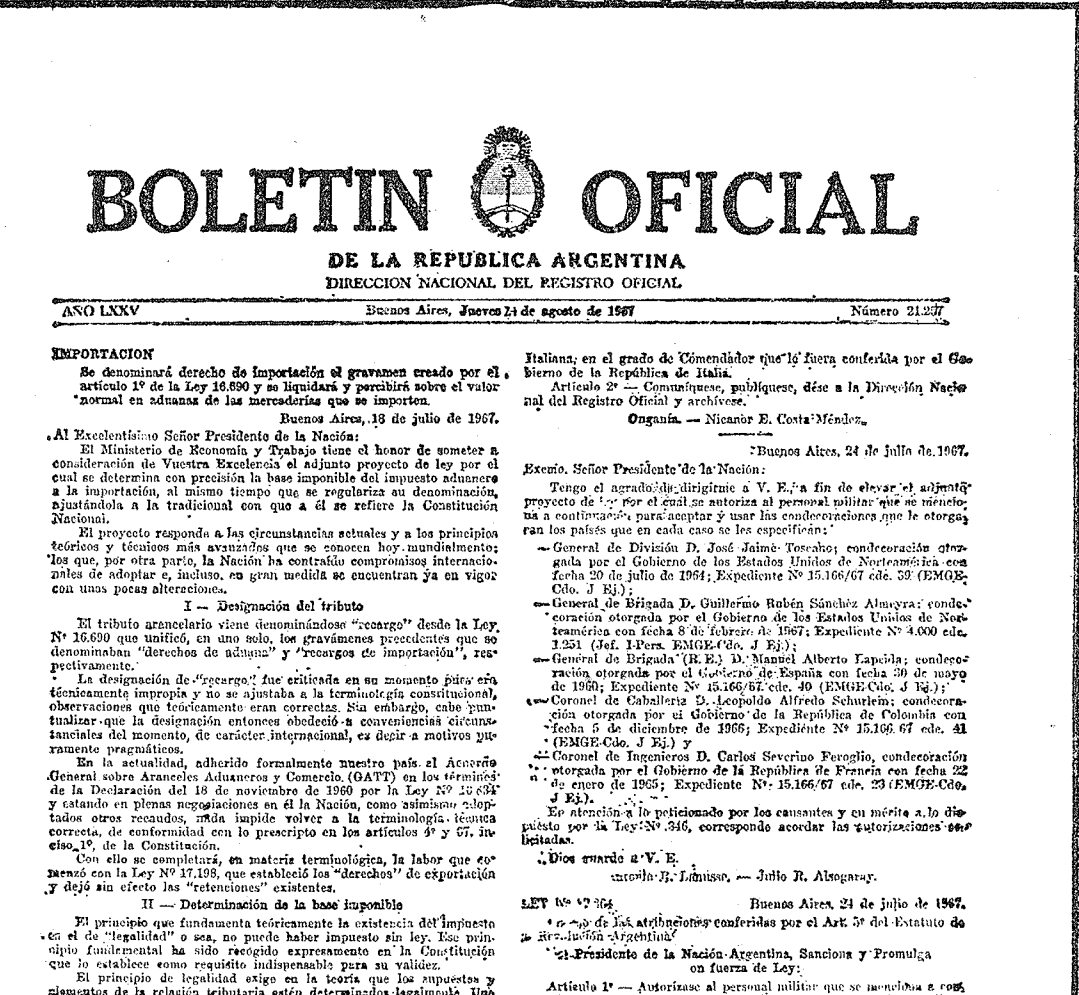 BOLETIN OFICIAL
DE LA REPUBLICA ARGENTINA
DIRECCION NACIONAL DEL REGISTRO OFICIAL
AÑO LXXV
Buenos Aires, Jueves 24 de agosto de 1967
Número 21.257
IMPORTACION
Se denominará derecho de importación el gravamen creado por el
artículo 1º de la Ley 16.690 y se liquidará y percibirá sobre el valor
normal en aduanas de las mercaderías que se importen.
Buenos Aires, 18 de julio de 1967.
Al Excelentísimo Señor Presidente de la Nación:
El Ministerio de Economía y Trabajo tiene el honor de someter a
consideración de Vuestra Excelencia el adjunto proyecto de ley por el
cual se determina con precisión la base imponible del impuesto aduanero
a la importación, al mismo tiempo que se regulariza su denominación,
ajustándola a la tradicional con que a él se refiere la Constitución
Nacional.
El proyecto responde a las circunstancias actuales y a los principios
teóricos y técnicos más avanzados que se conocen hoy mundialmente;
los que, por otra parte, la Nación ha contraído compromisos internacio-
nales de adoptar e, incluso, en gran medida se encuentran ya en vigor
con unas pocas alteraciones.
I — Designación del tributo
El tributo arancelario viene denominándose "recargo" desde la Ley
Nº 16.690 que unificó, en uno solo, los gravámenes precedentes que se
denominaban "derechos de aduana" y "recargos de importación", res-
pectivamente.
La designación de "recargo" fue criticada en su momento pues era
técnicamente impropia y no se ajustaba a la terminología constitucional,
observaciones que teóricamente eran correctas. Sin embargo, cabe pun-
tualizar que la designación entonces obedeció a conveniencias circuns-
tanciales del momento, de carácter internacional, es decir a motivos pu-
ramente pragmáticos.
En la actualidad, adherido formalmente nuestro país al Acuerdo
General sobre Aranceles Aduaneros y Comercio (GATT) en los términos
de la Declaración del 18 de noviembre de 1960 por la Ley Nº 16.834
y estando en plenas negociaciones en él la Nación, como asimismo adop-
tados otros recaudos, nada impide volver a la terminología técnica
correcta, de conformidad con lo prescripto en los artículos 4º y 67, in-
ciso 1º, de la Constitución.
Con ello se completará, en materia terminológica, la labor que co-
menzó con la Ley Nº 17.198, que estableció los "derechos" de exportación
y dejó sin efecto las "retenciones" existentes.
II — Determinación de la base imponible
El principio que fundamenta teóricamente la existencia del impuesto
en el de "legalidad" o sea, no puede haber impuesto sin ley. Ese prin-
cipio fundamental ha sido recogido expresamente en la Constitución
que lo establece como requisito indispensable para su validez.
El principio de legalidad exige en la teoría que los supuestos y
elementos de la relación tributaria estén determinados legalmente. Una
Italiana, en el grado de Comendador que le fuera conferida por el Go-
bierno de la República de Italia.
Artículo 2º — Comuníquese, publíquese, dése a la Dirección Nacio-
nal del Registro Oficial y archívese.
Onganía. — Nicanor E. Costa Méndez.
Buenos Aires, 24 de julio de 1967.
Excmo. Señor Presidente de la Nación:
Tengo el agrado de dirigirme a V. E., a fin de elevar el adjunto
proyecto de Ley por el cual se autoriza al personal militar que se mencio-
na a continuación, para aceptar y usar las condecoraciones que le otorga-
ran los países que en cada caso se les especifican:
— General de División D. José Jaime Toscano; condecoración otor-
gada por el Gobierno de los Estados Unidos de Norteamérica con
fecha 20 de julio de 1964; Expediente Nº 15.166/67 cde. 39 (EMGE-
Cdo. J Ej.);
— General de Brigada D. Guillermo Rubén Sánchez Almeyra; conde-
coración otorgada por el Gobierno de los Estados Unidos de Nor-
teamérica con fecha 8 de febrero de 1967; Expediente Nº 4.000 cde.
1.251 (Jef. I-Pers. EMGE-Cdo. J Ej.);
— General de Brigada (R.E.) D. Manuel Alberto Lapeida; condeco-
ración otorgada por el Gobierno de España con fecha 30 de mayo
de 1960; Expediente Nº 15.166/67 cde. 40 (EMGE-Cdo. J Ej.);
— Coronel de Caballería D. Leopoldo Alfredo Schurlein; condecora-
ción otorgada por el Gobierno de la República de Colombia con
fecha 5 de diciembre de 1966; Expediente Nº 15.166/67 cde. 41
(EMGE-Cdo. J Ej.) y
— Coronel de Ingenieros D. Carlos Severino Feroglio, condecoración
otorgada por el Gobierno de la República de Francia con fecha 22
de enero de 1965; Expediente Nº 15.166/67 cde. 23 (EMGE-Cdo.
J Ej.).
En atención a lo peticionado por los causantes y en mérito a lo dis-
puesto por la Ley Nº 346, corresponde acordar las autorizaciones soli-
licitadas.
Dios guarde a V. E.
B. Lanusse. — Julio R. Alsogaray.
LEY Nº 17.364
Buenos Aires, 24 de julio de 1967.
En uso de las atribuciones conferidas por el Art. 5º del Estatuto de
la Revolución Argentina
El Presidente de la Nación Argentina, Sanciona y Promulga
con fuerza de Ley:
Artículo 1º — Autorízase al personal militar que se menciona a con-